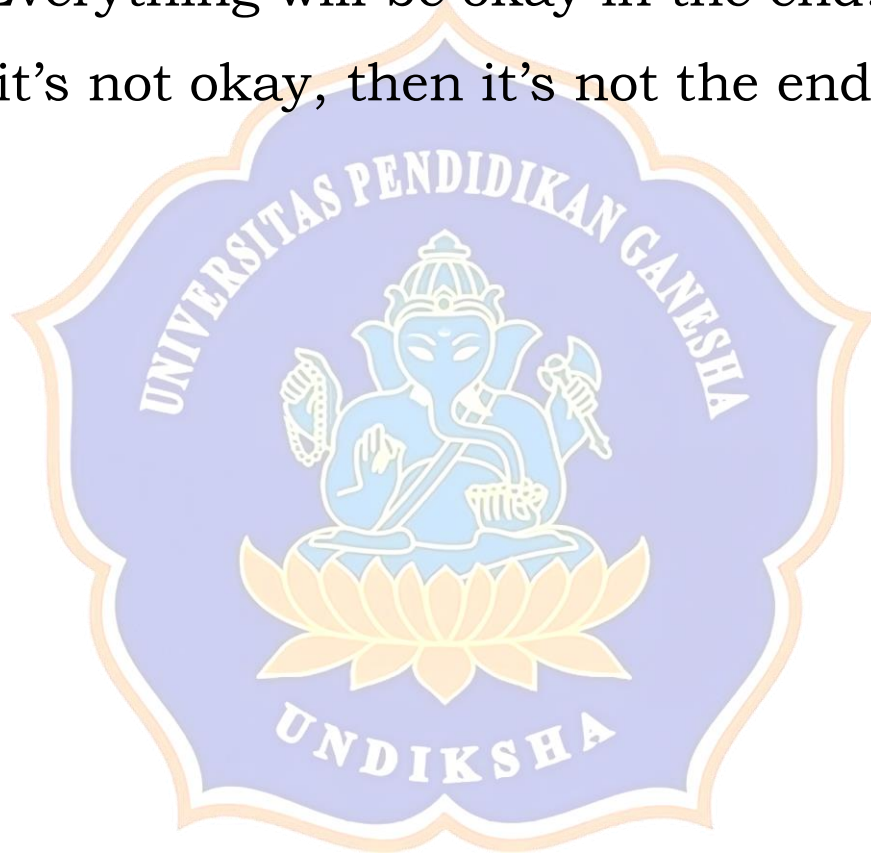 verything will be okay in the end.
it's not okay, then it's not the end
UNIVERSITAS PENDIDIKAN GANESHA
UNDIKSHA